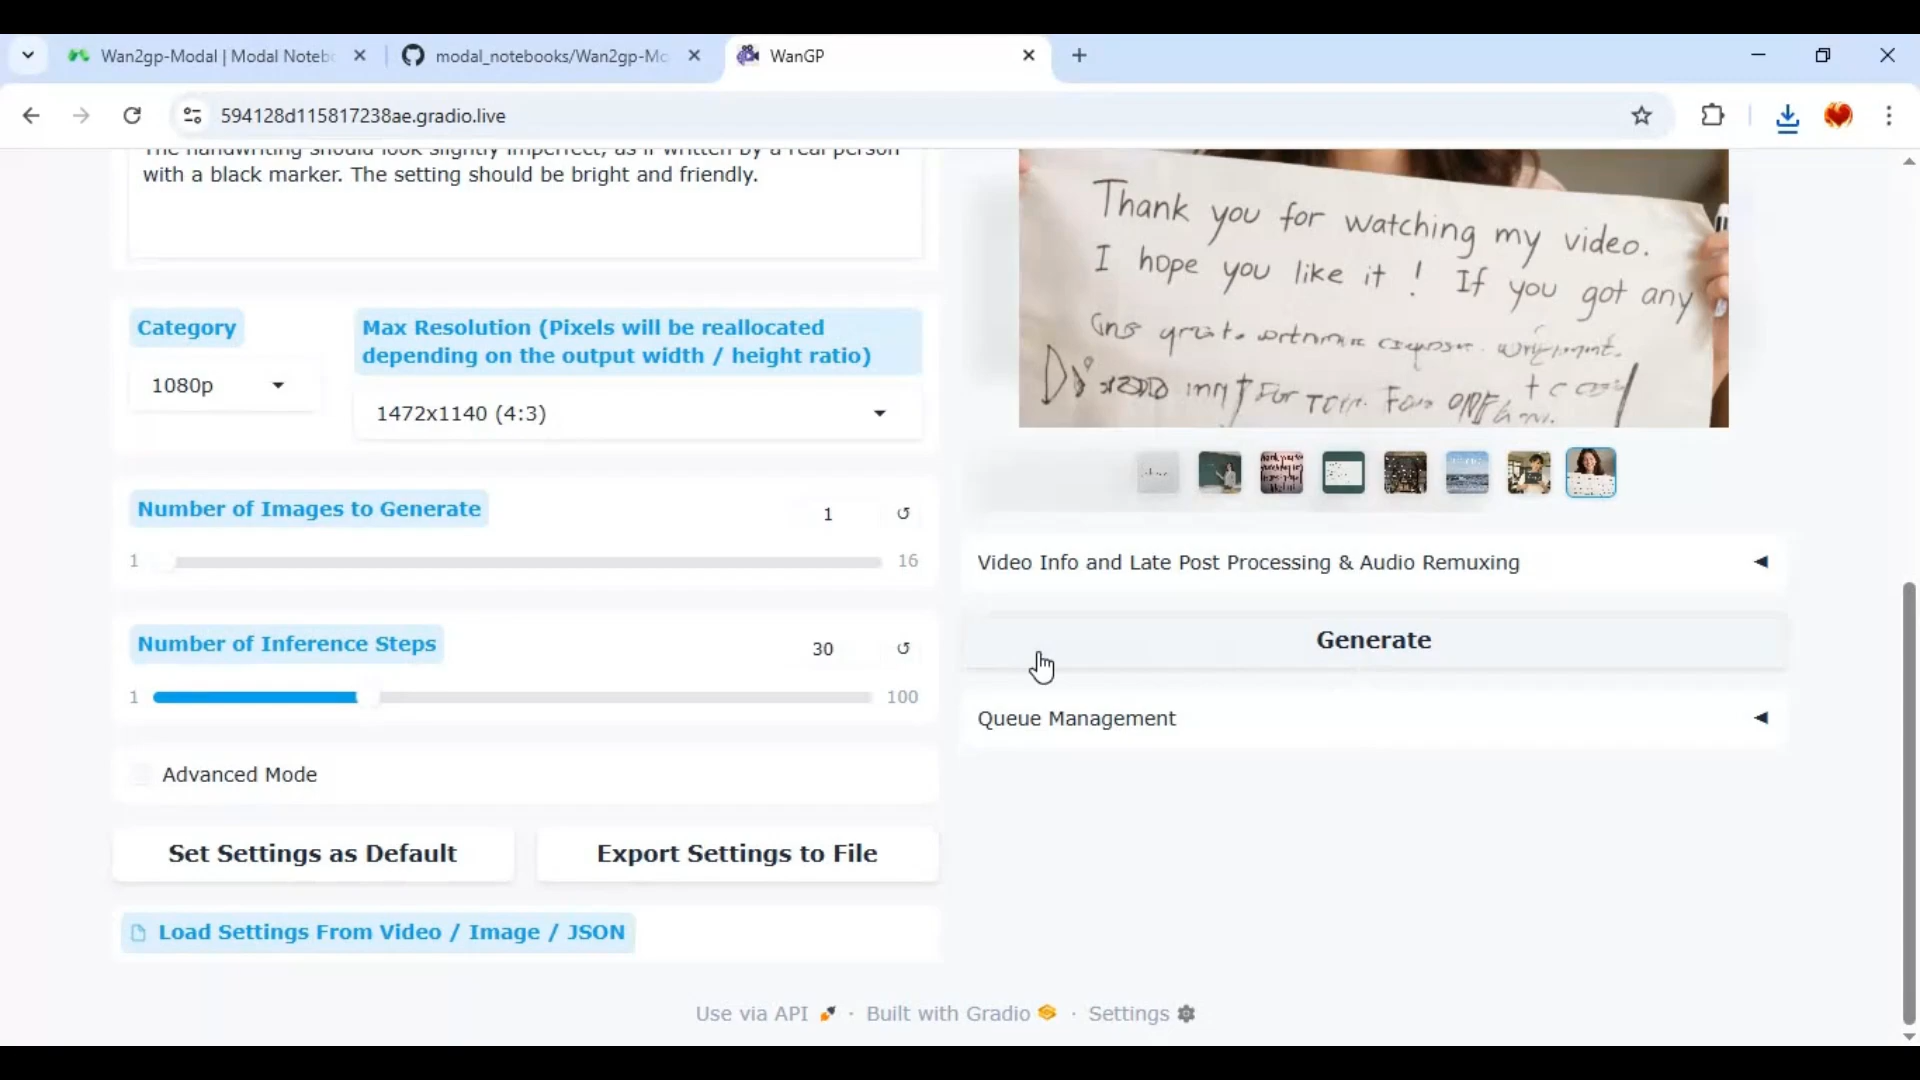 Wan2gp-Modal | Modal Notebo
modal_notebooks/Wan2gp-Mo
WanGP
594128d115817238ae.gradio.live
The handwriting should look slightly imperfect, as if written by a real person
with a black marker. The setting should be bright and friendly.
Category
1080p
Max Resolution (Pixels will be reallocated
depending on the output width / height ratio)
1472x1140 (4:3)
Number of Images to Generate
1
1
16
Number of Inference Steps
30
1
100
Advanced Mode
Set Settings as Default
Export Settings to File
Load Settings From Video / Image / JSON
Thank you for watching my video.
I hope you like it ! If you got any
Video Info and Late Post Processing & Audio Remuxing
Generate
Queue Management
Use via API · Built with Gradio · Settings